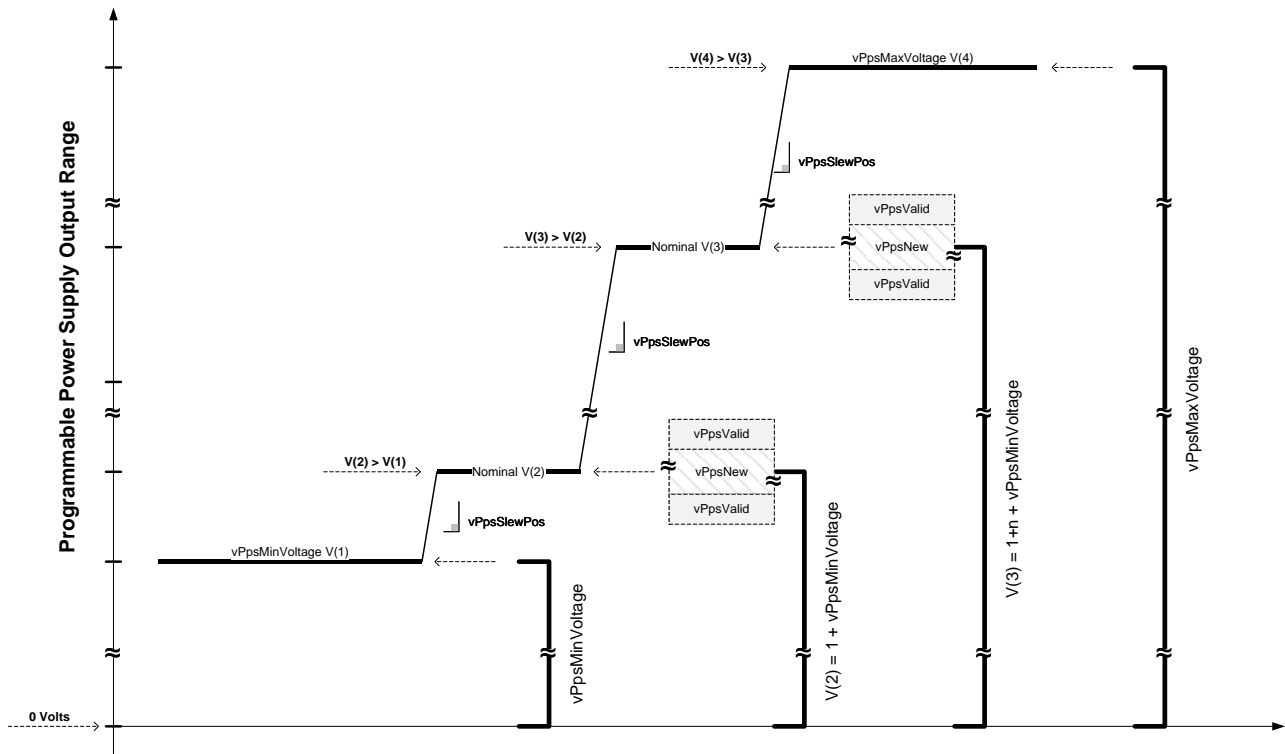 V(4) > V(3)
vPpsMaxVoltage V(4)
Programmable Power Supply Output Range
vPpsSlewPos
vPpsValid
V(3) > V(2)
Nominal V(3)
vPpsNew
vPpsValid
vPpsSlewPos
vPpsMaxVoltage
V(3) = 1+n + vPpsMinVoltage
vPpsValid
V(2) > V(1)
Nominal V(2)
vPpsNew
vPpsValid
vPpsSlewPos
vPpsMinVoltage V(1)
vPpsMinVoltage
V(2) = 1 + vPpsMinVoltage
0 Volts